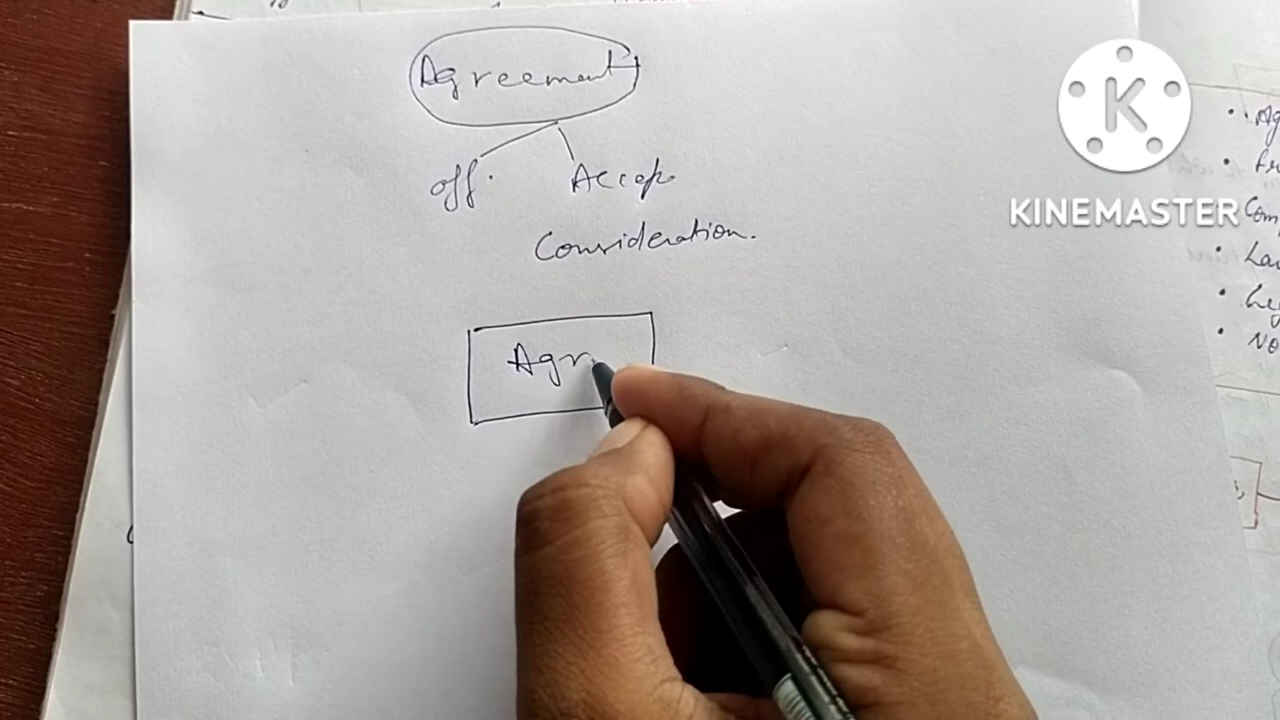 Agreement
off. Accep.
Consideration.
Agr
KINEMASTER